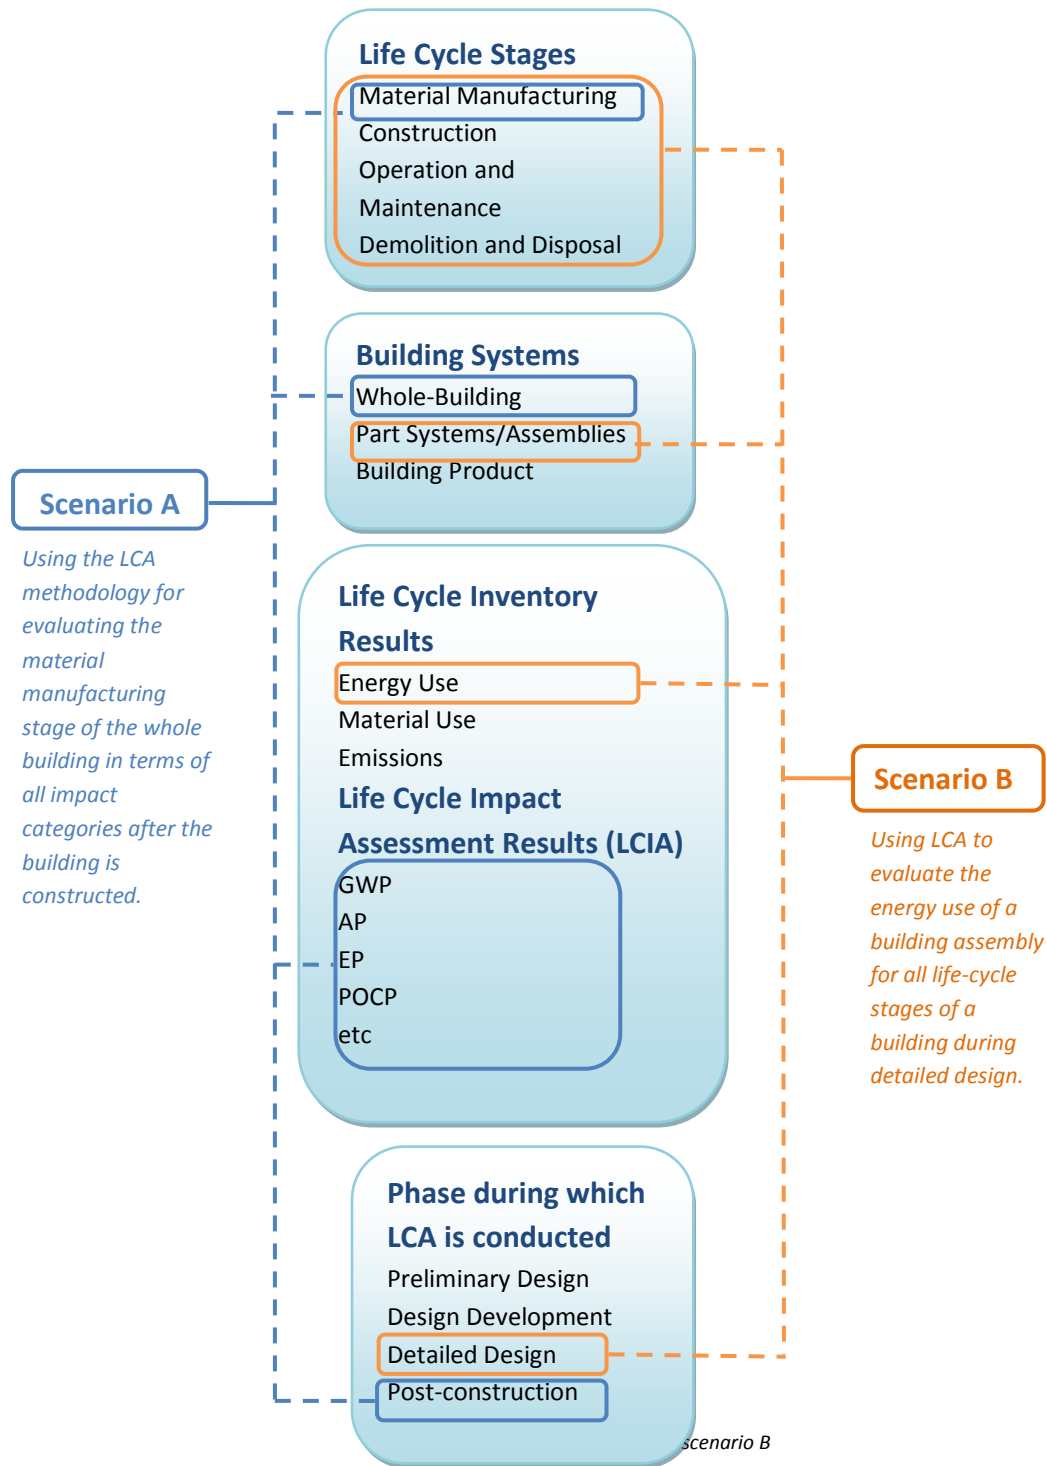 Life Cycle Stages
Material Manufacturing
Construction
Operation and
Maintenance
Demolition and Disposal
Building Systems
Whole-Building
Part Systems/Assemblies
Building Product
Scenario A
Using the LCA
methodology for
evaluating the
material
manufacturing
stage of the whole
building in terms of
all impact
categories after the
building is
constructed.
Life Cycle Inventory
Results
Energy Use
Material Use
Emissions
Life Cycle Impact
Assessment Results (LCIA)
GWP
AP
EP
POCP
etc
Scenario B
Using LCA to
evaluate the
energy use of a
building assembly
for all life-cycle
stages of a
building during
detailed design.
Phase during which
LCA is conducted
Preliminary Design
Design Development
Detailed Design
Post-construction
scenario B